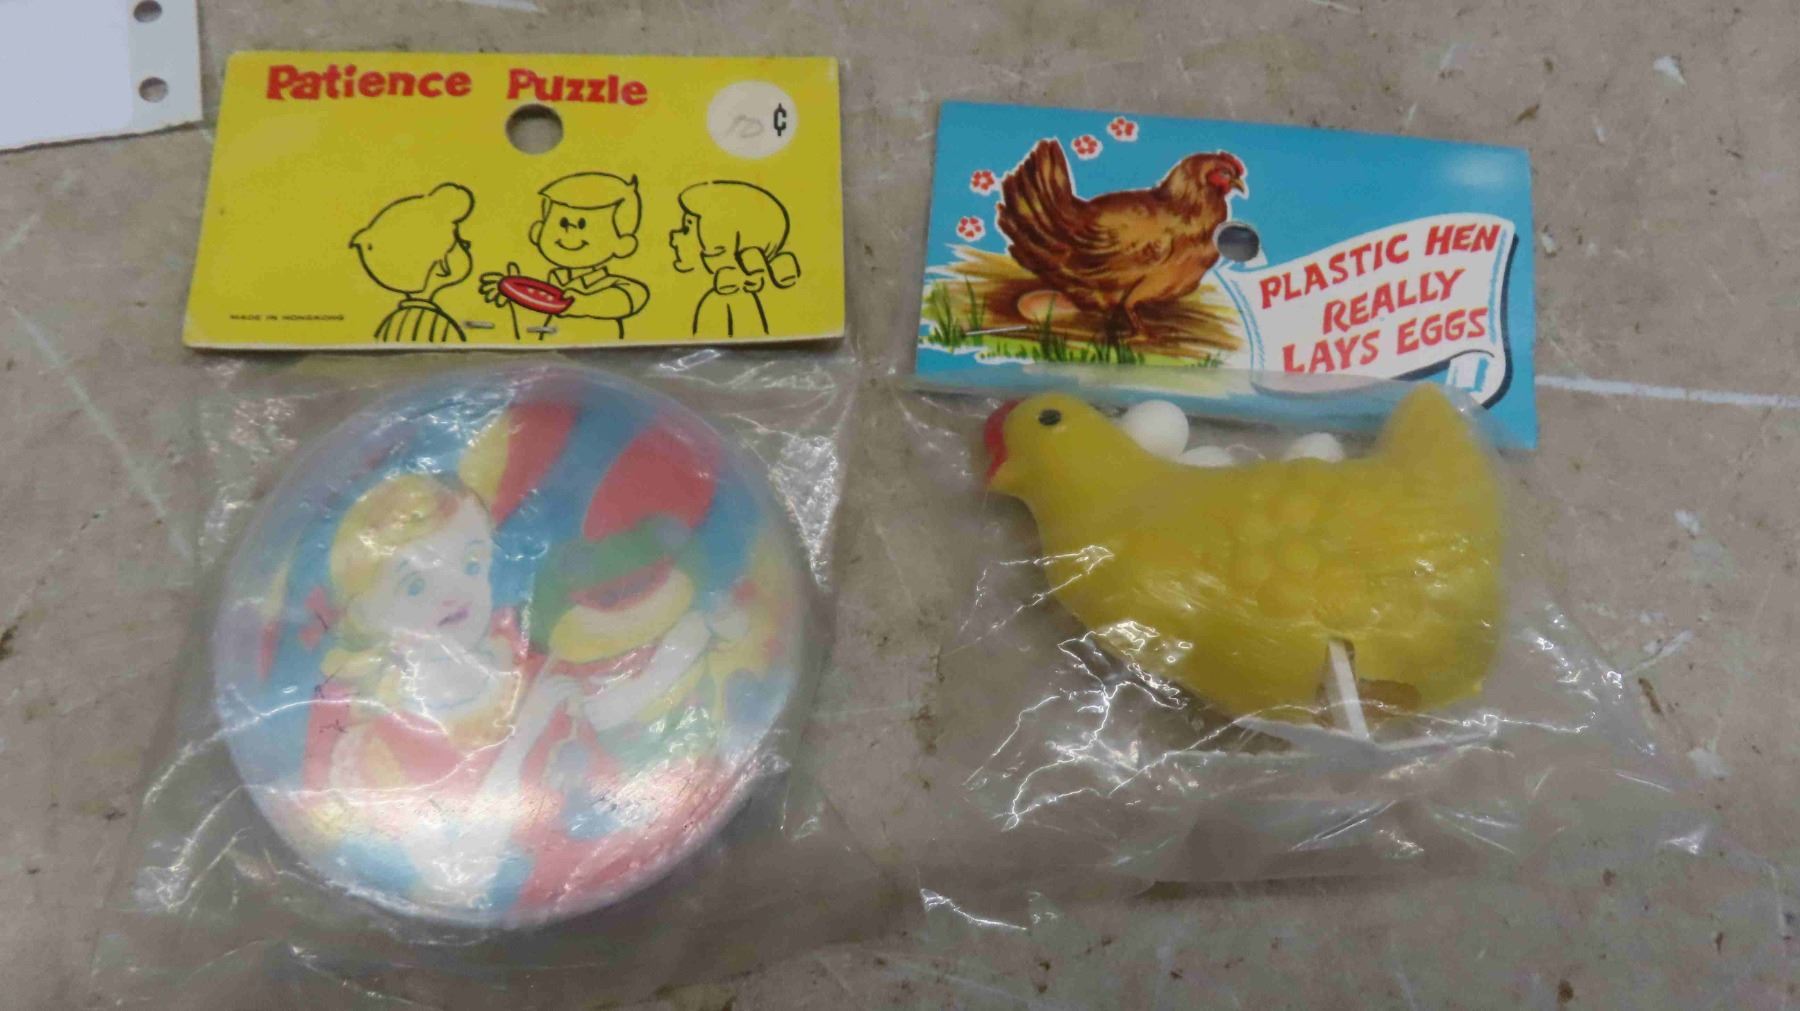 Patience Puzzle
10 ¢
MADE IN HONGKONG
PLASTIC HEN
REALLY
LAYS EGGS